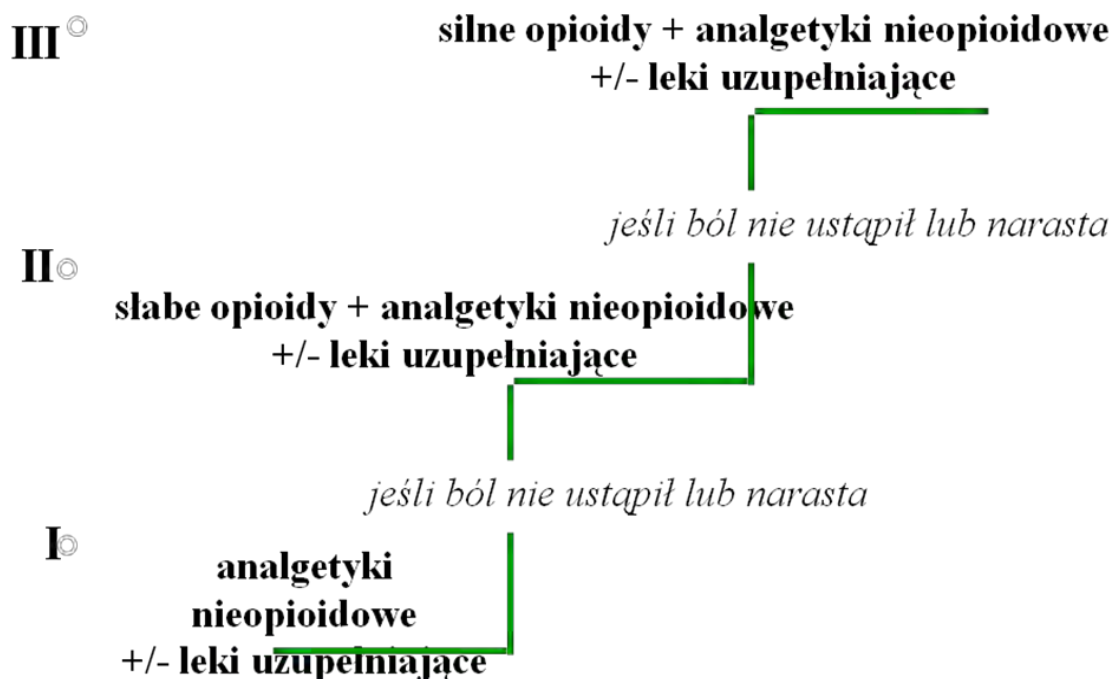 III°
silne opioidy + analgetyki nieopioidowe
+/- leki uzupełniające
jeśli ból nie ustąpił lub narasta
II°
słabe opioidy + analgetyki nieopioidowe
+/- leki uzupełniające
jeśli ból nie ustąpił lub narasta
I°
analgetyki
nieopioidowe
+/- leki uzupełniające